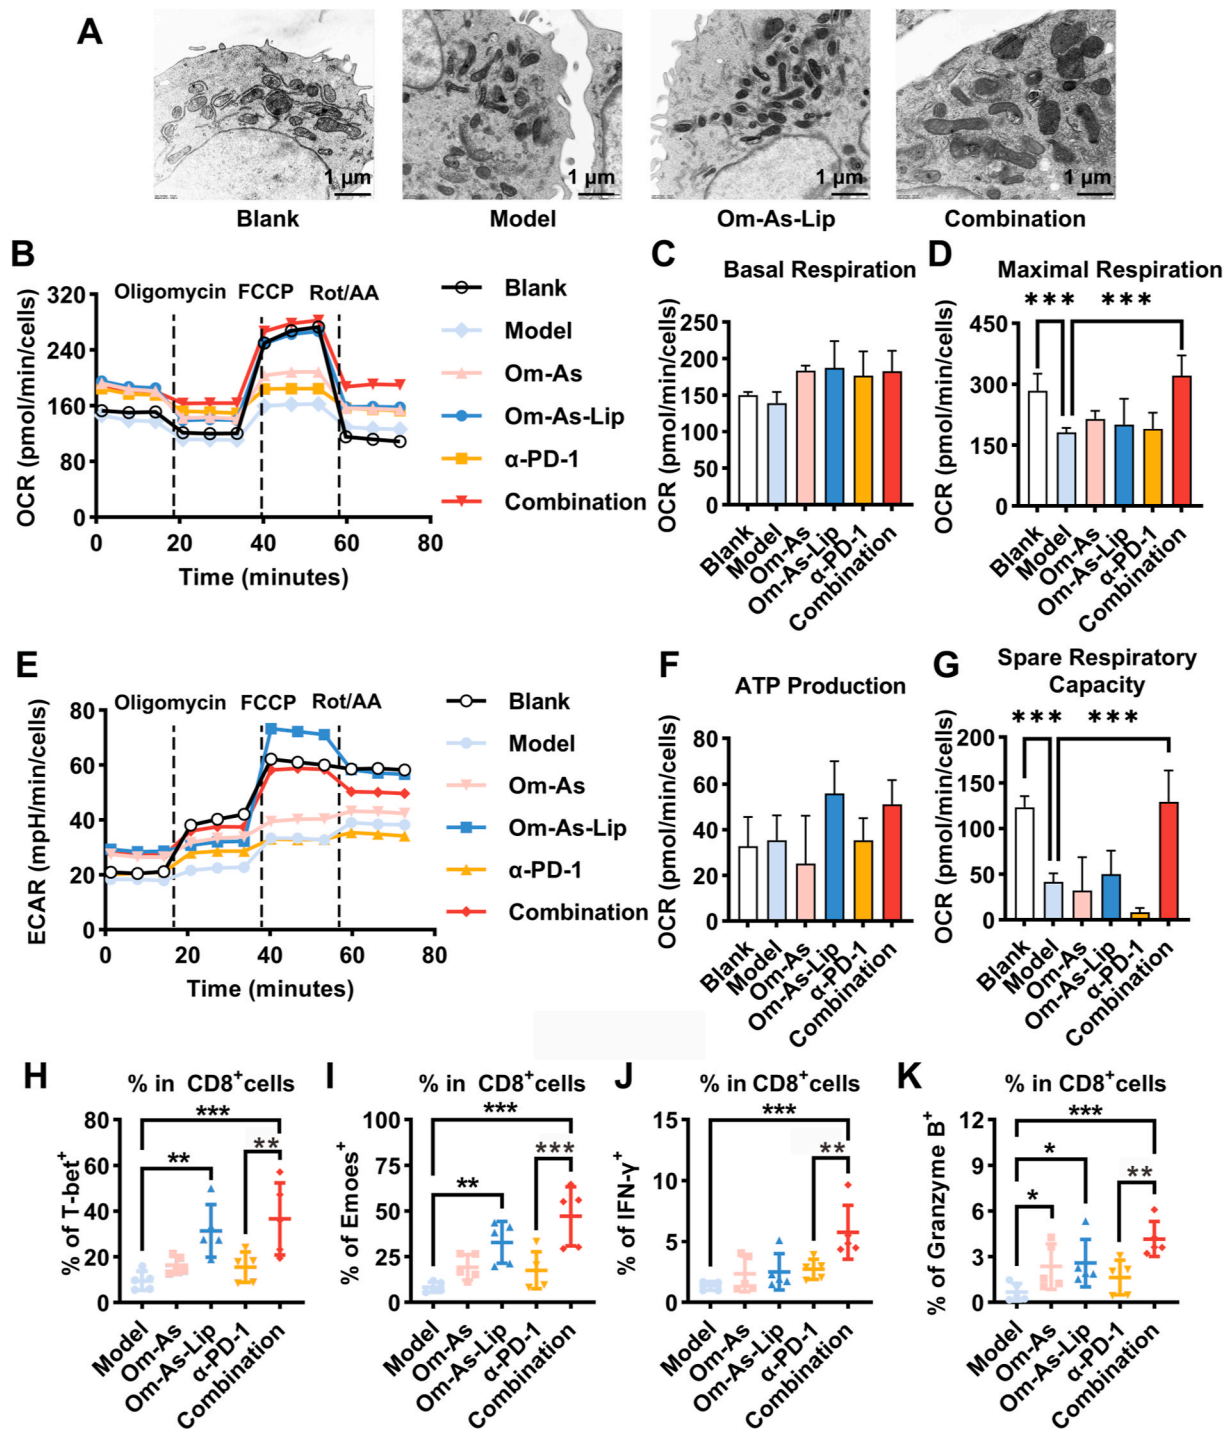 A
1 μm
1 μm
1 μm
1 μm
Blank
Model
Om-As-Lip
Combination
B
OCR (pmol/min/cells)
320
240
160
80
0
0
20
40
60
80
Time (minutes)
Oligomycin
FCCP
Rot/AA
Blank
Model
Om-As
Om-As-Lip
α-PD-1
Combination
C
Basal Respiration
OCR (pmol/min/cells)
250
200
150
100
50
0
Blank
Model
Om-As
Om-As-Lip
α-PD-1
Combination
D
Maximal Respiration
***
***
OCR (pmol/min/cells)
450
300
150
0
Blank
Model
Om-As
Om-As-Lip
α-PD-1
Combination
E
ECAR (mpH/min/cells)
80
60
40
20
0
0
20
40
60
80
Time (minutes)
Oligomycin
FCCP
Rot/AA
Blank
Model
Om-As
Om-As-Lip
α-PD-1
Combination
F
ATP Production
OCR (pmol/min/cells)
80
60
40
20
0
Blank
Model
Om-As
Om-As-Lip
α-PD-1
Combination
G
Spare Respiratory
Capacity
***
***
OCR (pmol/min/cells)
200
150
100
50
0
Blank
Model
Om-As
Om-As-Lip
α-PD-1
Combination
H
% in CD8+cells
% of T-bet+
80
60
40
20
0
***
**
**
Model
Om-As
Om-As-Lip
α-PD-1
Combination
I
% in CD8+cells
% of Emoes+
100
75
50
25
0
***
***
**
Model
Om-As
Om-As-Lip
α-PD-1
Combination
J
% in CD8+cells
% of IFN-γ+
15
10
5
0
***
**
Model
Om-As
Om-As-Lip
α-PD-1
Combination
K
% in CD8+cells
% of Granzyme B+
12
9
6
3
0
***
*
**
*
Model
Om-As
Om-As-Lip
α-PD-1
Combination